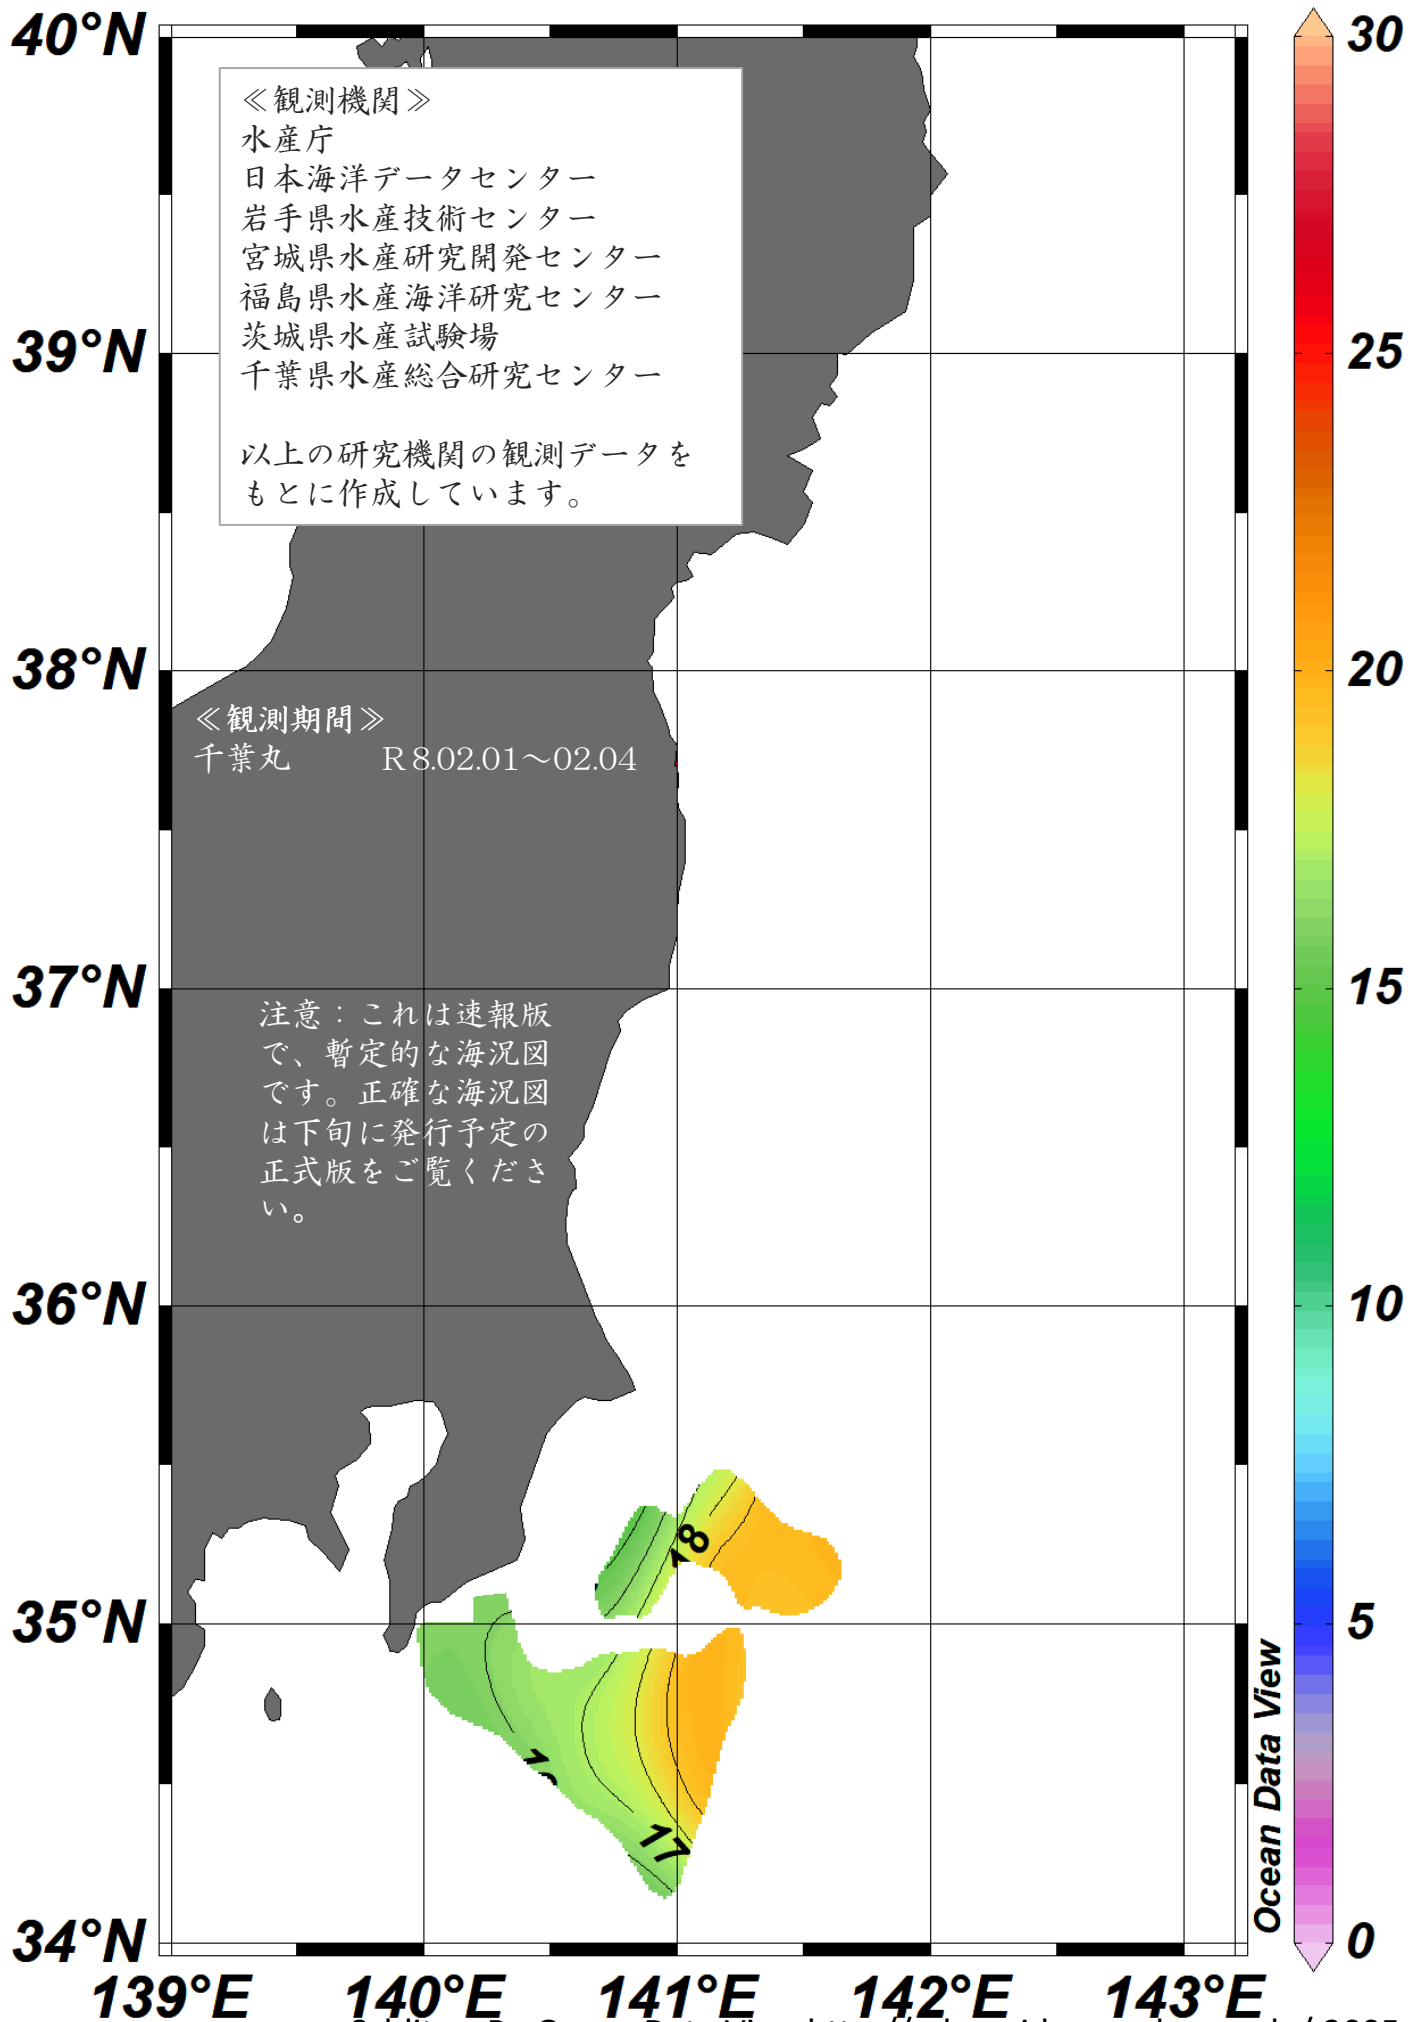 40°N
30
≪観測機関≫
水産庁
日本海洋データセンター
岩手県水産技術センター
宮城県水産研究開発センター
福島県水産海洋研究センター
茨城県水産試験場
千葉県水産総合研究センター
以上の研究機関の観測データを
もとに作成しています。
39°N
25
38°N
20
≪観測期間≫
千葉丸 R8.02.01～02.04
37°N
15
注意：これは速報版
で、暫定的な海況図
です。正確な海況図
は下旬に発行予定の
正式版をご覧くださ
い。
36°N
10
18
35°N
5
17
Ocean Data View
34°N
0
139°E 140°E 141°E 142°E 143°E